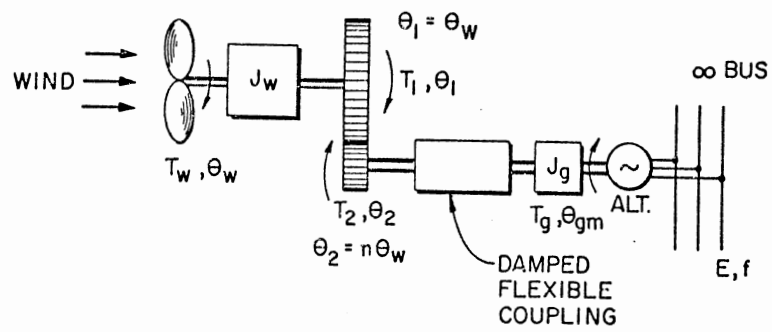 θ₁ = θw
∞ BUS
WIND
Jw
T₁, θ₁
Tw, θw
Jg
~
T₂, θ₂
θ₂ = nθw
Tg, θgm
ALT.
DAMPED
FLEXIBLE
COUPLING
E, f